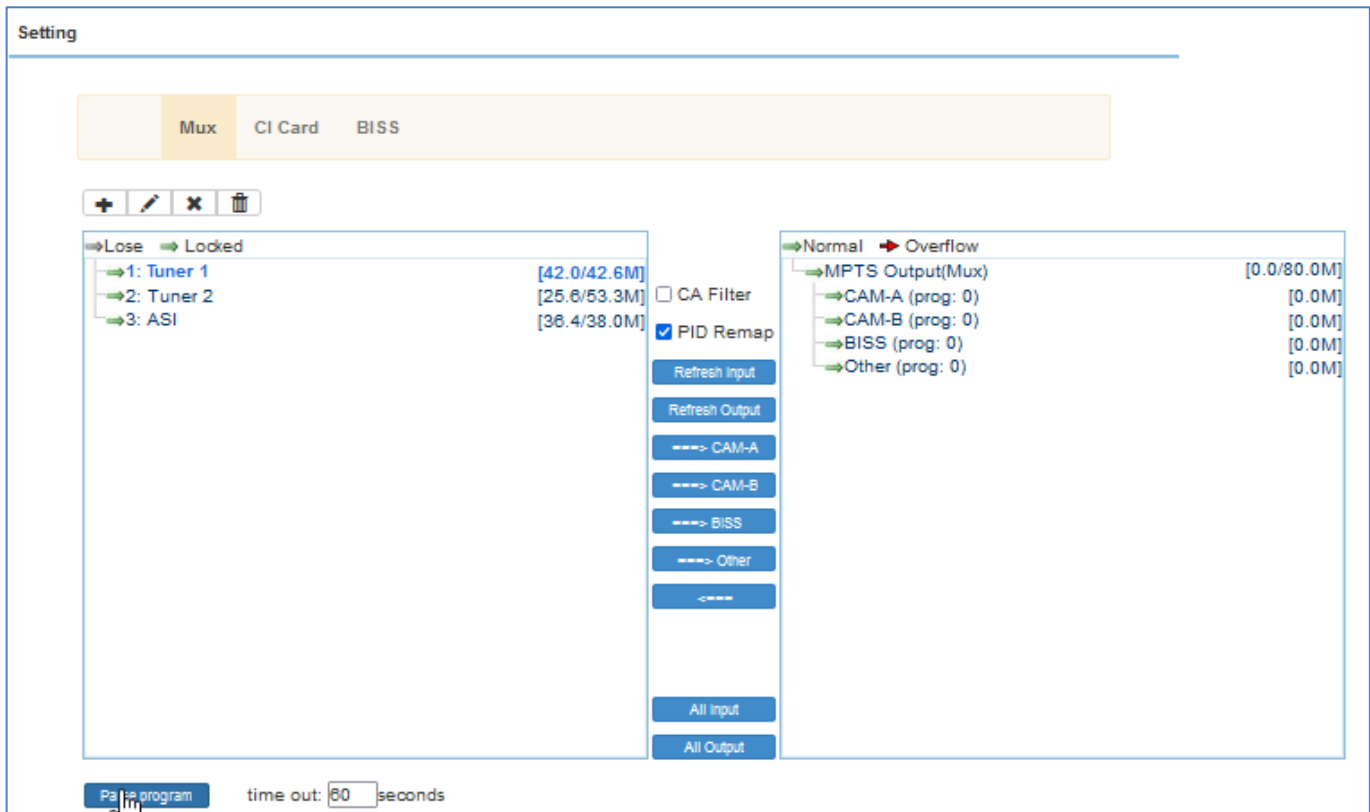 Setting
Mux CI Card BISS
Lose Locked
1: Tuner 1 [42.0/42.6M]
2: Tuner 2 [25.6/53.3M]
3: ASI [36.4/38.0M]
CA Filter
PID Remap
Refresh Input
Refresh Output
===> CAM-A
===> CAM-B
===> BISS
===> Other
<===
All Input
All Output
Normal Overflow
MPTS Output(Mux) [0.0/80.0M]
CAM-A (prog: 0) [0.0M]
CAM-B (prog: 0) [0.0M]
BISS (prog: 0) [0.0M]
Other (prog: 0) [0.0M]
program time out: 60 seconds